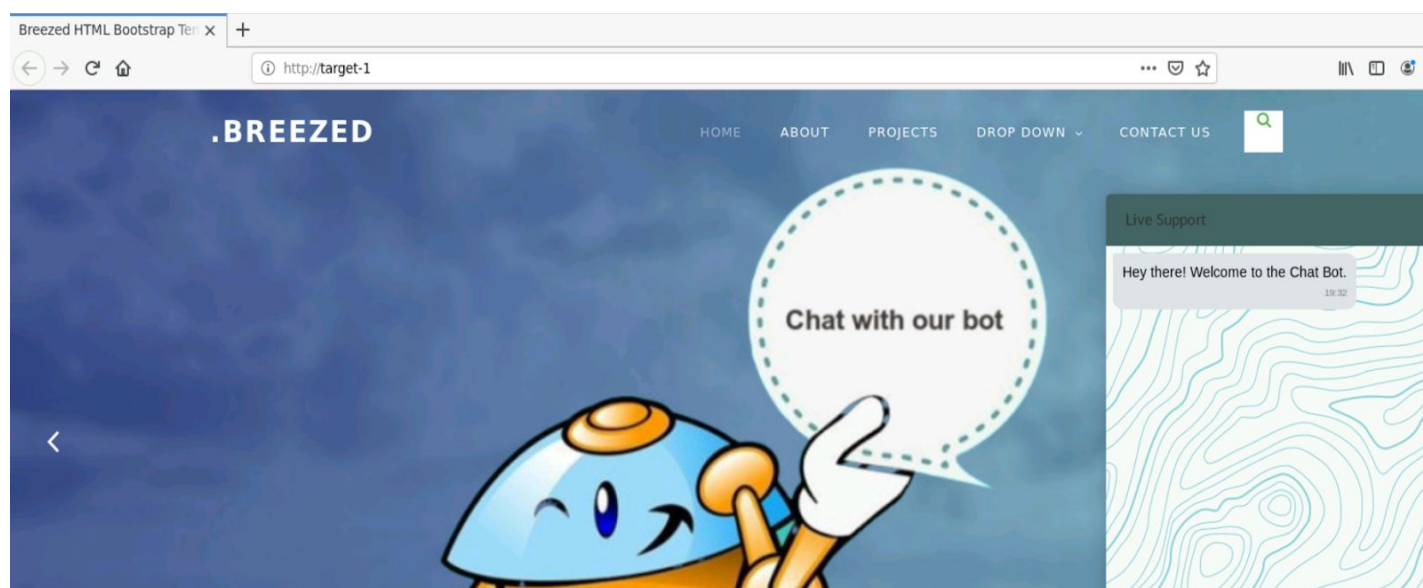 Breezed HTML Bootstrap Ten
http://target-1
.BREEZED
HOME ABOUT PROJECTS DROP DOWN CONTACT US
Live Support
Hey there! Welcome to the Chat Bot.
19:32
Chat with our bot